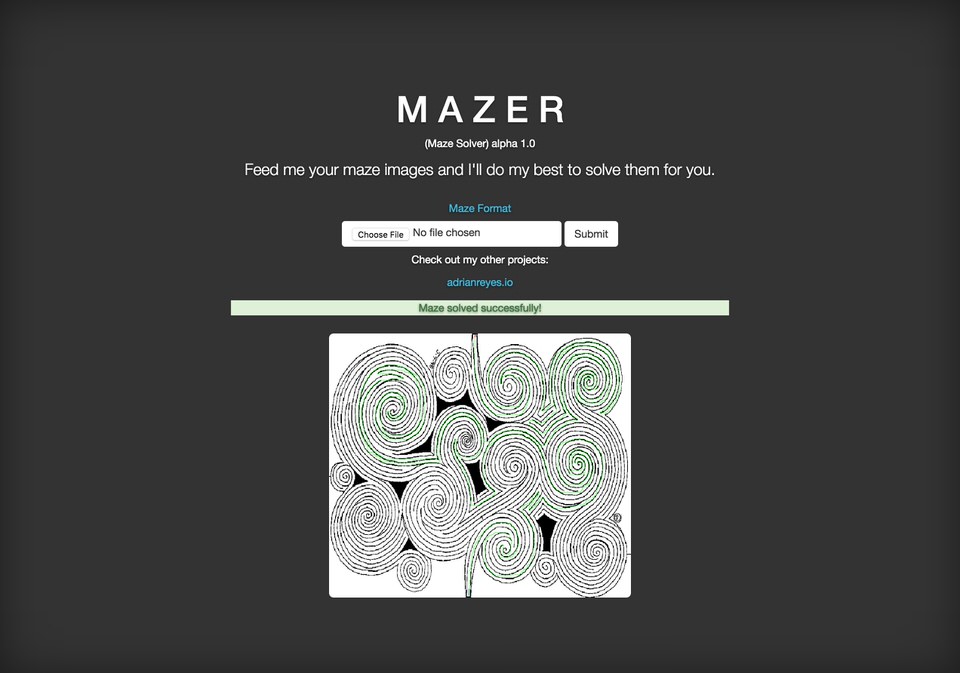 MAZER
(Maze Solver) alpha 1.0
Feed me your maze images and I'll do my best to solve them for you.
Maze Format
Choose File No file chosen Submit
Check out my other projects:
adrianreyes.io
Maze solved successfully!